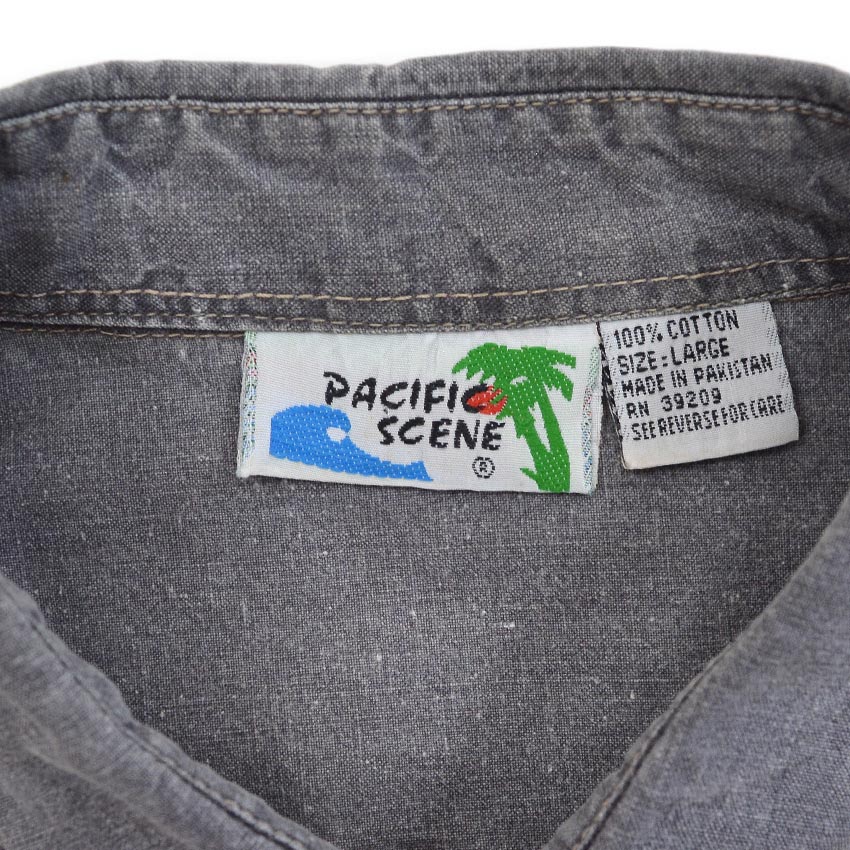 PACIFIC
SCENE
®
100% COTTON
SIZE: LARGE
MADE IN PAKISTAN
RN 39209
SEE REVERSE FOR CARE